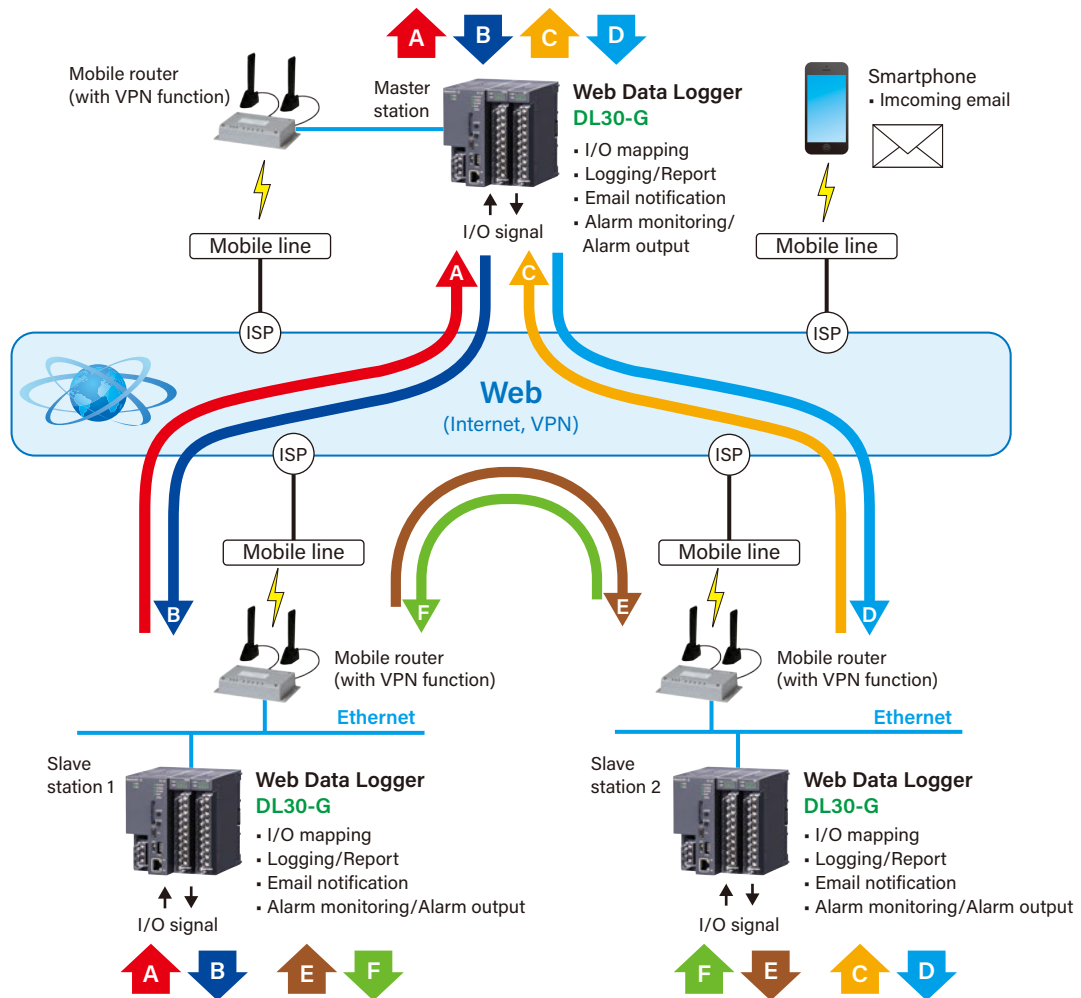 A B C D
Mobile router
(with VPN function)
Master
station
Web Data Logger
DL30-G
▪ I/O mapping
▪ Logging/Report
▪ Email notification
▪ Alarm monitoring/
Alarm output
I/O signal
Smartphone
▪ Imcoming email
Mobile line
Mobile line
A
C
ISP
ISP
Web
(Internet, VPN)
ISP
ISP
Mobile line
Mobile line
B
F
E
D
Mobile router
(with VPN function)
Mobile router
(with VPN function)
Ethernet
Ethernet
Slave
station 1
Web Data Logger
DL30-G
▪ I/O mapping
▪ Logging/Report
▪ Email notification
▪ Alarm monitoring/Alarm output
I/O signal
Slave
station 2
Web Data Logger
DL30-G
▪ I/O mapping
▪ Logging/Report
▪ Email notification
▪ Alarm monitoring/Alarm output
I/O signal
A B E F
F E C D